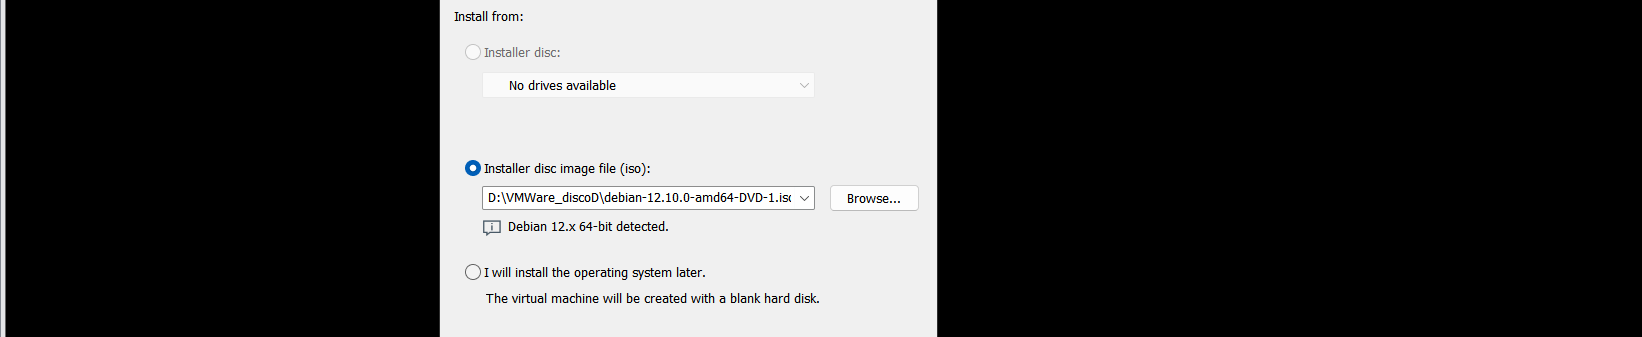 Install from:
Installer disc:
No drives available
Installer disc image file (iso):
D:\VMWare_discoD\debian-12.10.0-amd64-DVD-1.iso
Browse...
Debian 12.x 64-bit detected.
I will install the operating system later.
The virtual machine will be created with a blank hard disk.